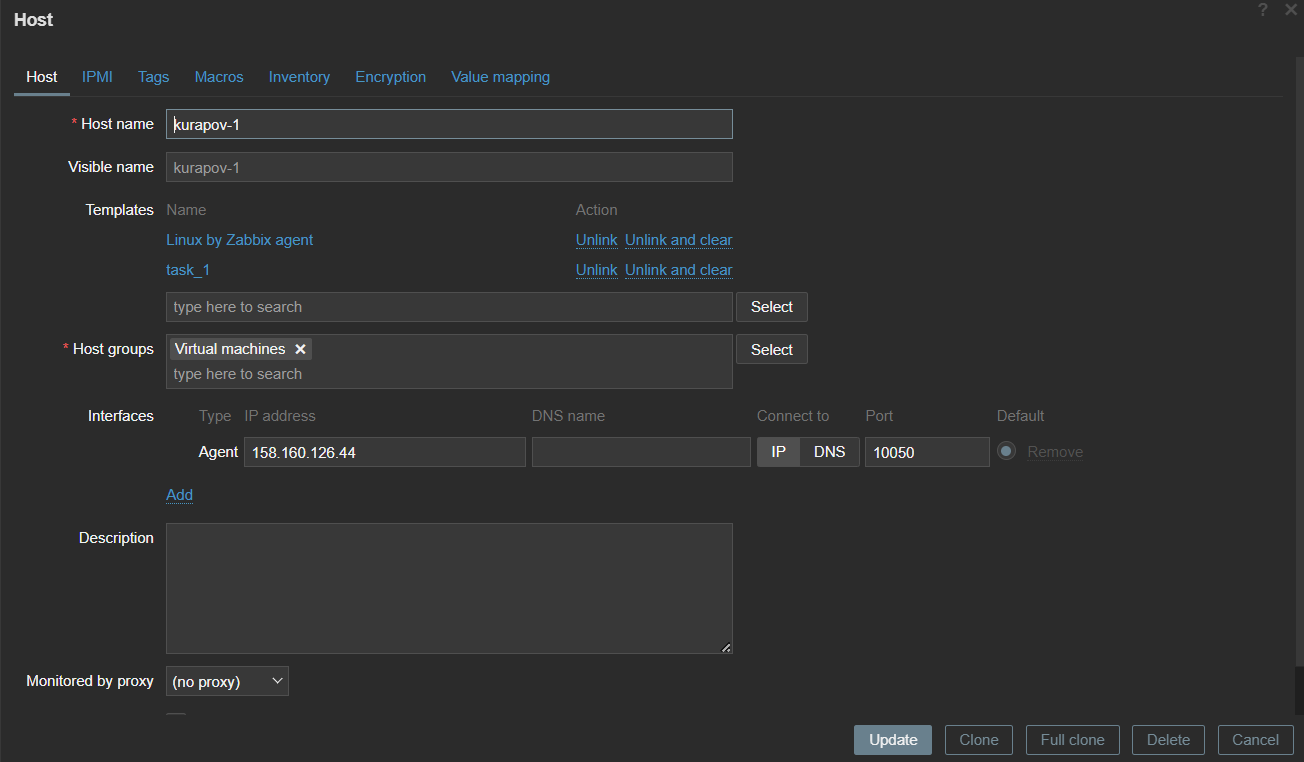 Host
? ×
Host IPMI Tags Macros Inventory Encryption Value mapping
* Host name kurapov-1
Visible name kurapov-1
Templates Name Action
Linux by Zabbix agent Unlink Unlink and clear
task_1 Unlink Unlink and clear
type here to search Select
* Host groups Virtual machines × Select
type here to search
Interfaces Type IP address DNS name Connect to Port Default
Agent 158.160.126.44 IP DNS 10050 Remove
Add
Description
Monitored by proxy (no proxy)
Update Clone Full clone Delete Cancel